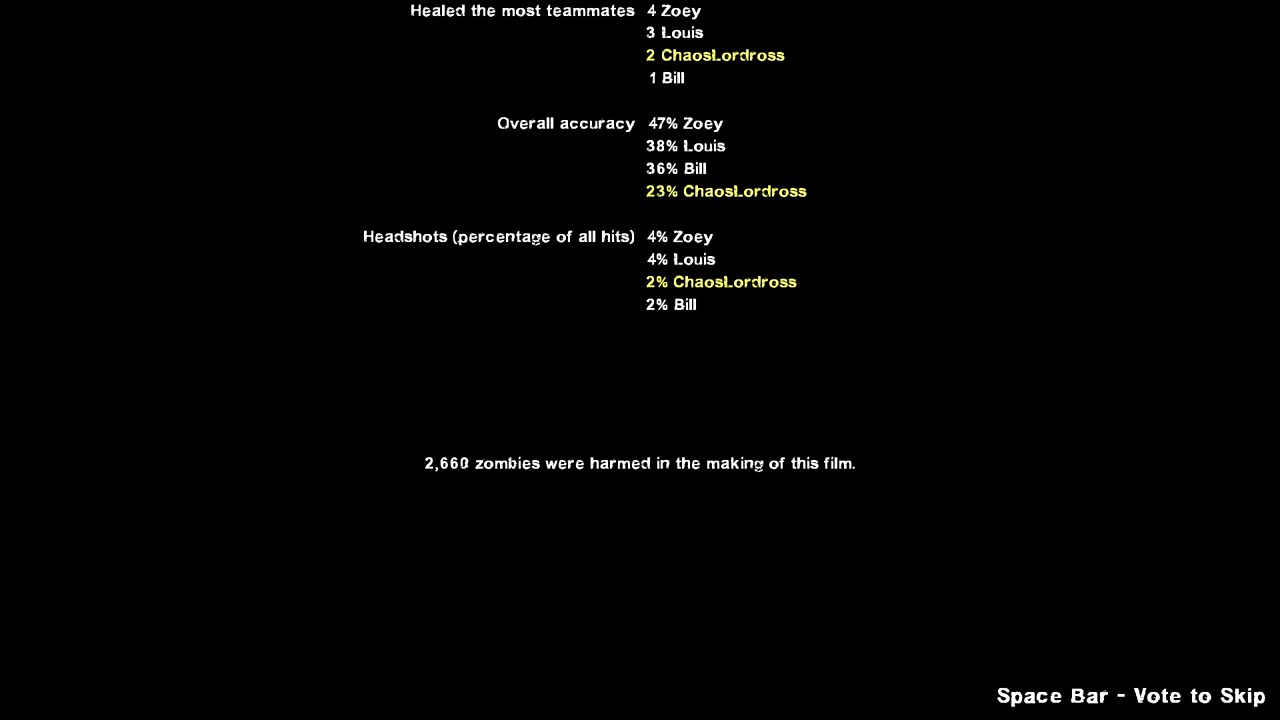 Healed the most teammates 4 Zoey
3 Louis
2 ChaosLordross
1 Bill
Overall accuracy 47% Zoey
38% Louis
36% Bill
23% ChaosLordross
Headshots (percentage of all hits) 4% Zoey
4% Louis
2% ChaosLordross
2% Bill
2,660 zombies were harmed in the making of this film.
Space Bar - Vote to Skip